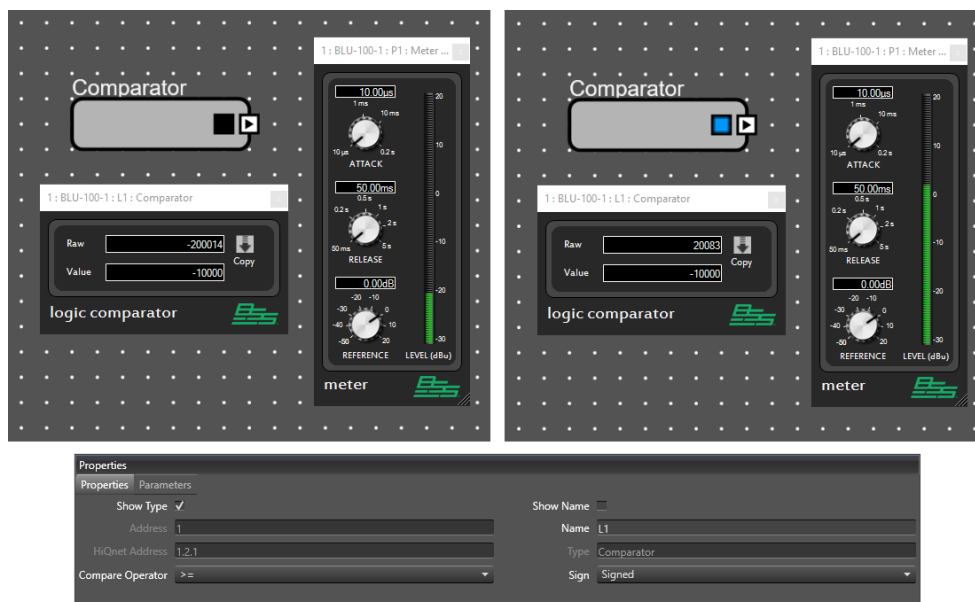 1 : BLU-100-1 : P1 : Meter ...
Comparator
10.00µs
1 ms
10 ms
10 µs
0.2 s
ATTACK
1 : BLU-100-1 : L1 : Comparator
50.00ms
0.5 s
0.2 s
1 s
2 s
50 ms
5 s
RELEASE
Raw
-200014
Copy
Value
-10000
0.00dB
-20
-10
-30
0
-40
10
20
REFERENCE
LEVEL (dBu)
20
10
0
-10
-20
-30
logic comparator
BSS
meter
BSS
1 : BLU-100-1 : P1 : Meter ...
Comparator
10.00µs
1 ms
10 ms
10 µs
0.2 s
ATTACK
1 : BLU-100-1 : L1 : Comparator
50.00ms
0.5 s
0.2 s
1 s
2 s
50 ms
5 s
RELEASE
Raw
20083
Copy
Value
-10000
0.00dB
-20
-10
-30
0
-40
10
20
REFERENCE
LEVEL (dBu)
20
10
0
-10
-20
-30
logic comparator
BSS
meter
BSS
Properties
Properties Parameters
Show Type
Show Name
Address 1
Name L1
HiQnet Address 1.2.1
Type Comparator
Compare Operator >=
Sign Signed